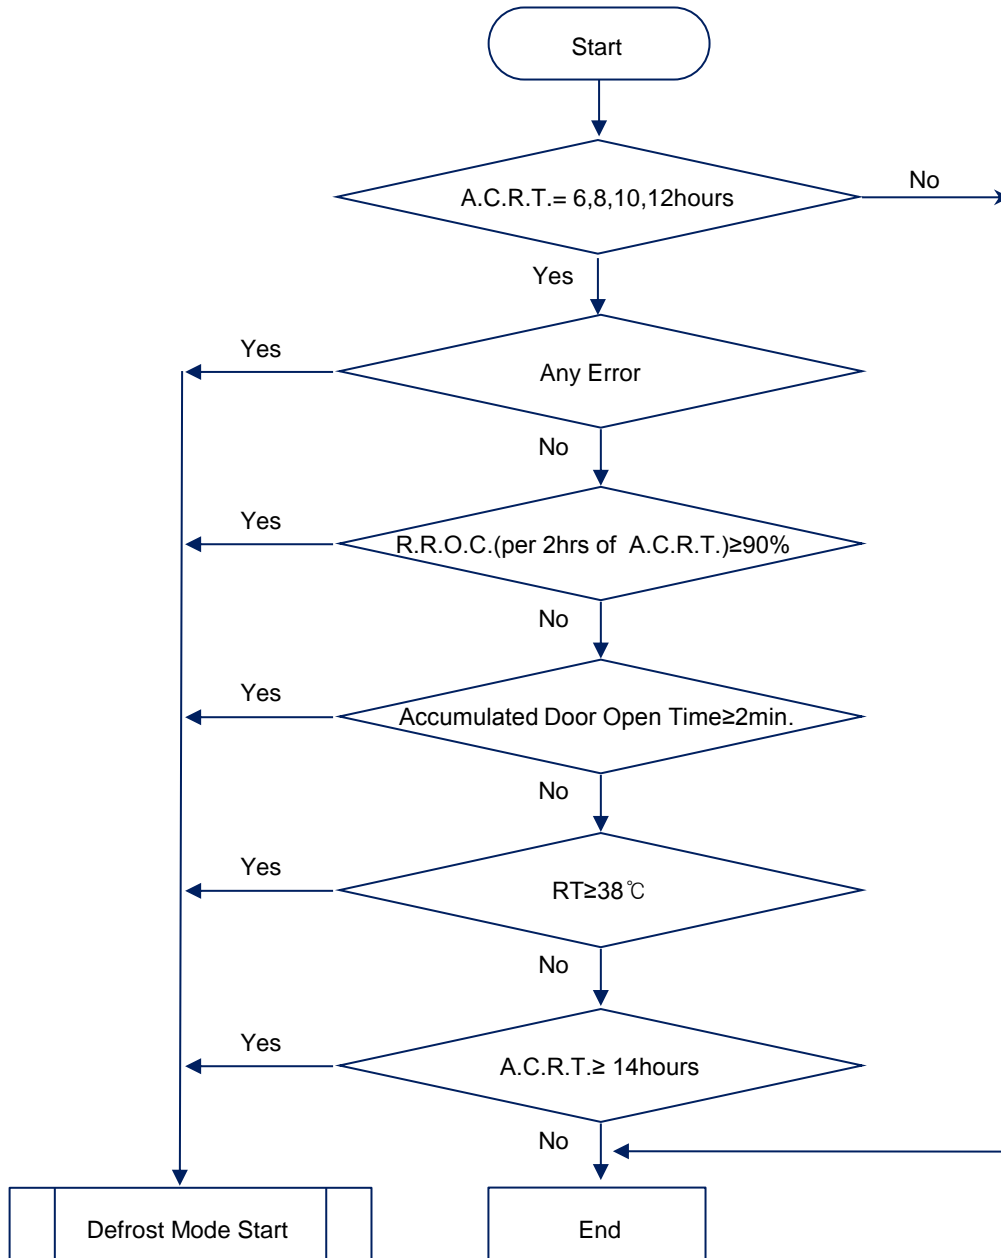 Start
A.C.R.T.= 6,8,10,12hours
No
Yes
Yes
Any Error
No
Yes
R.R.O.C.(per 2hrs of A.C.R.T.)≥90%
No
Yes
Accumulated Door Open Time≥2min.
No
Yes
RT≥38℃
No
Yes
A.C.R.T.≥ 14hours
No
Defrost Mode Start
End